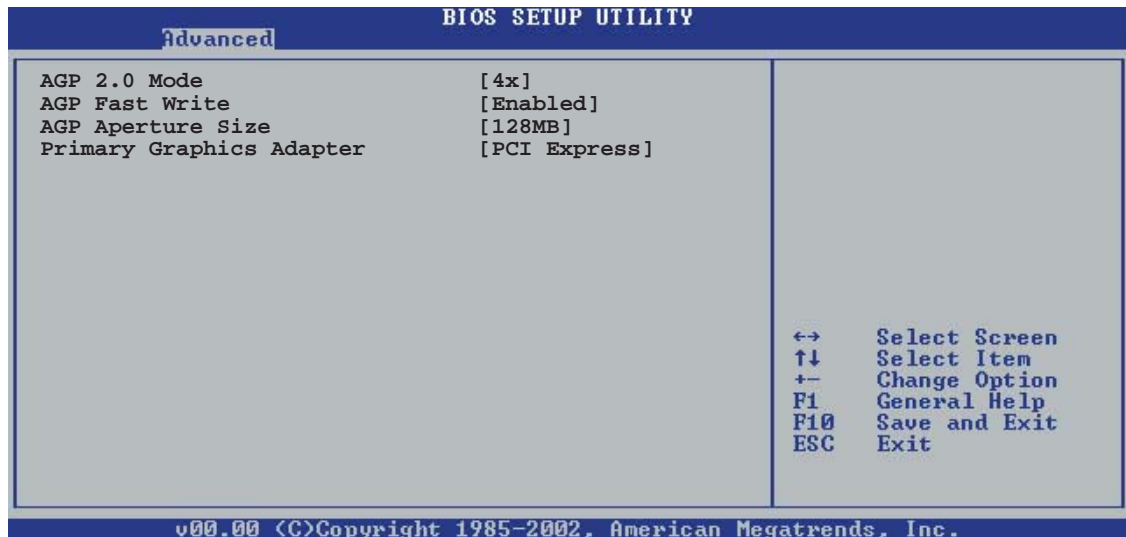 BIOS SETUP UTILITY
Advanced
AGP 2.0 Mode [4x]
AGP Fast Write [Enabled]
AGP Aperture Size [128MB]
Primary Graphics Adapter [PCI Express]
←→ Select Screen
↑↓ Select Item
+- Change Option
F1 General Help
F10 Save and Exit
ESC Exit
v00.00 (C)Copyright 1985-2002, American Megatrends, Inc.